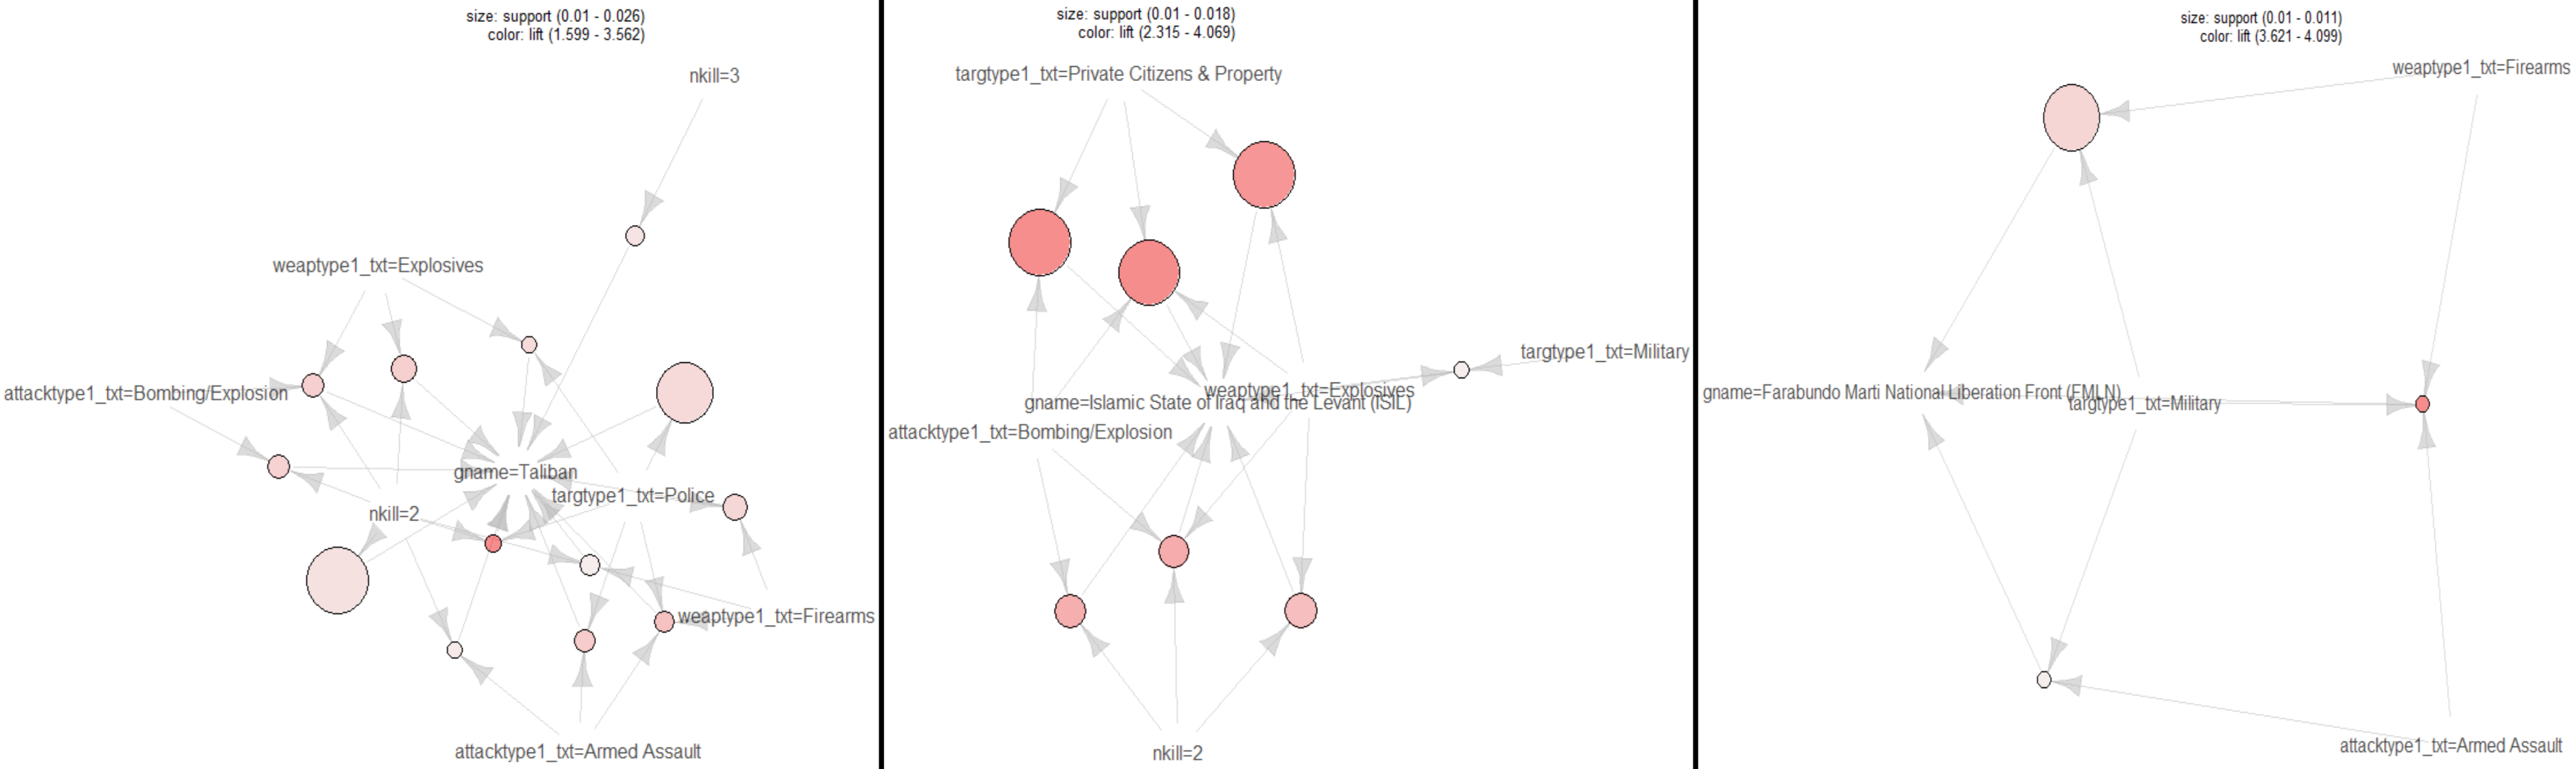 size: support (0.01 - 0.026)
color: lift (1.599 - 3.562)
nkill=3
weaptype1_txt=Explosives
attacktype1_txt=Bombing/Explosion
gname=Taliban
targtype1_txt=Police
nkill=2
weaptype1_txt=Firearms
attacktype1_txt=Armed Assault
size: support (0.01 - 0.018)
color: lift (2.315 - 4.069)
targtype1_txt=Private Citizens & Property
targtype1_txt=Military
weaptype1_txt=Explosives
gname=Islamic State of Iraq and the Levant (ISIL)
attacktype1_txt=Bombing/Explosion
nkill=2
size: support (0.01 - 0.011)
color: lift (3.621 - 4.099)
weaptype1_txt=Firearms
gname=Farabundo Marti National Liberation Front (FMLN)
targtype1_txt=Military
attacktype1_txt=Armed Assault